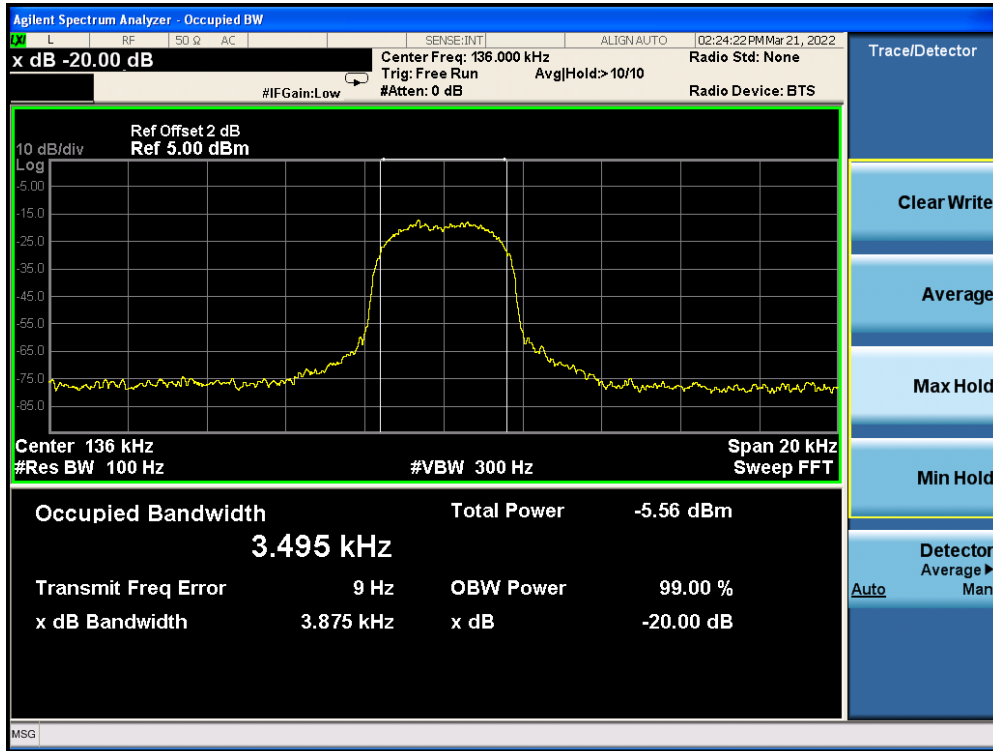 Agilent Spectrum Analyzer - Occupied BW
LXI L RF 50 Ω AC SENSE:INT ALIGN AUTO 02:24:22 PM Mar 21, 2022
x dB -20.00 dB
Center Freq: 136.000 kHz Radio Std: None
Trig: Free Run Avg|Hold:> 10/10
#IFGain:Low #Atten: 0 dB Radio Device: BTS
Trace/Detector
Ref Offset 2 dB
10 dB/div Ref 5.00 dBm
Log
-5.00
-15.0
-25.0
-35.0
-45.0
-55.0
-65.0
-75.0
-85.0
Center 136 kHz Span 20 kHz
#Res BW 100 Hz #VBW 300 Hz Sweep FFT
Occupied Bandwidth Total Power -5.56 dBm
3.495 kHz
Transmit Freq Error 9 Hz OBW Power 99.00 %
x dB Bandwidth 3.875 kHz x dB -20.00 dB
Clear Write
Average
Max Hold
Min Hold
Detector
Average
Auto Man
MSG